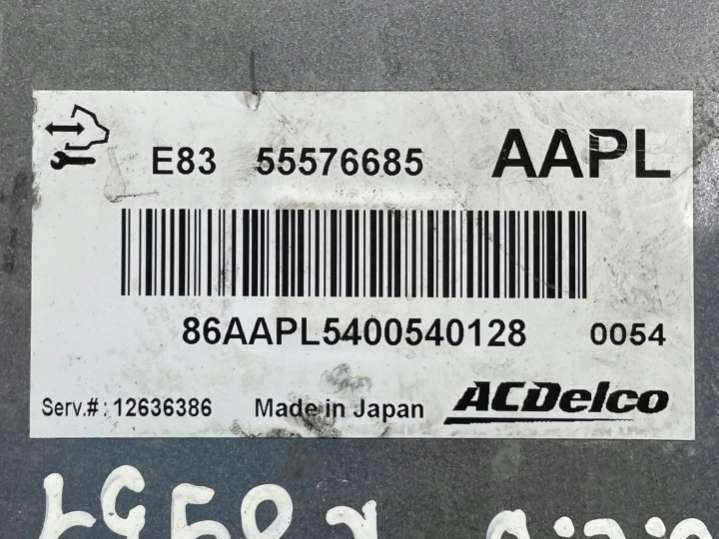 E83 55576685 AAPL
86AAPL5400540128 0054
Serv.#: 12636386 Made in Japan ACDelco